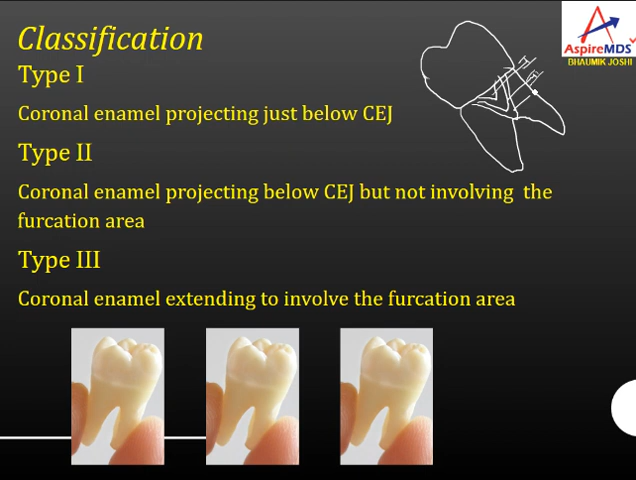 Classification
AspireMDS
BHAUMIK JOSHI
Type I
Coronal enamel projecting just below CEJ
Type II
Coronal enamel projecting below CEJ but not involving the
furcation area
Type III
Coronal enamel extending to involve the furcation area